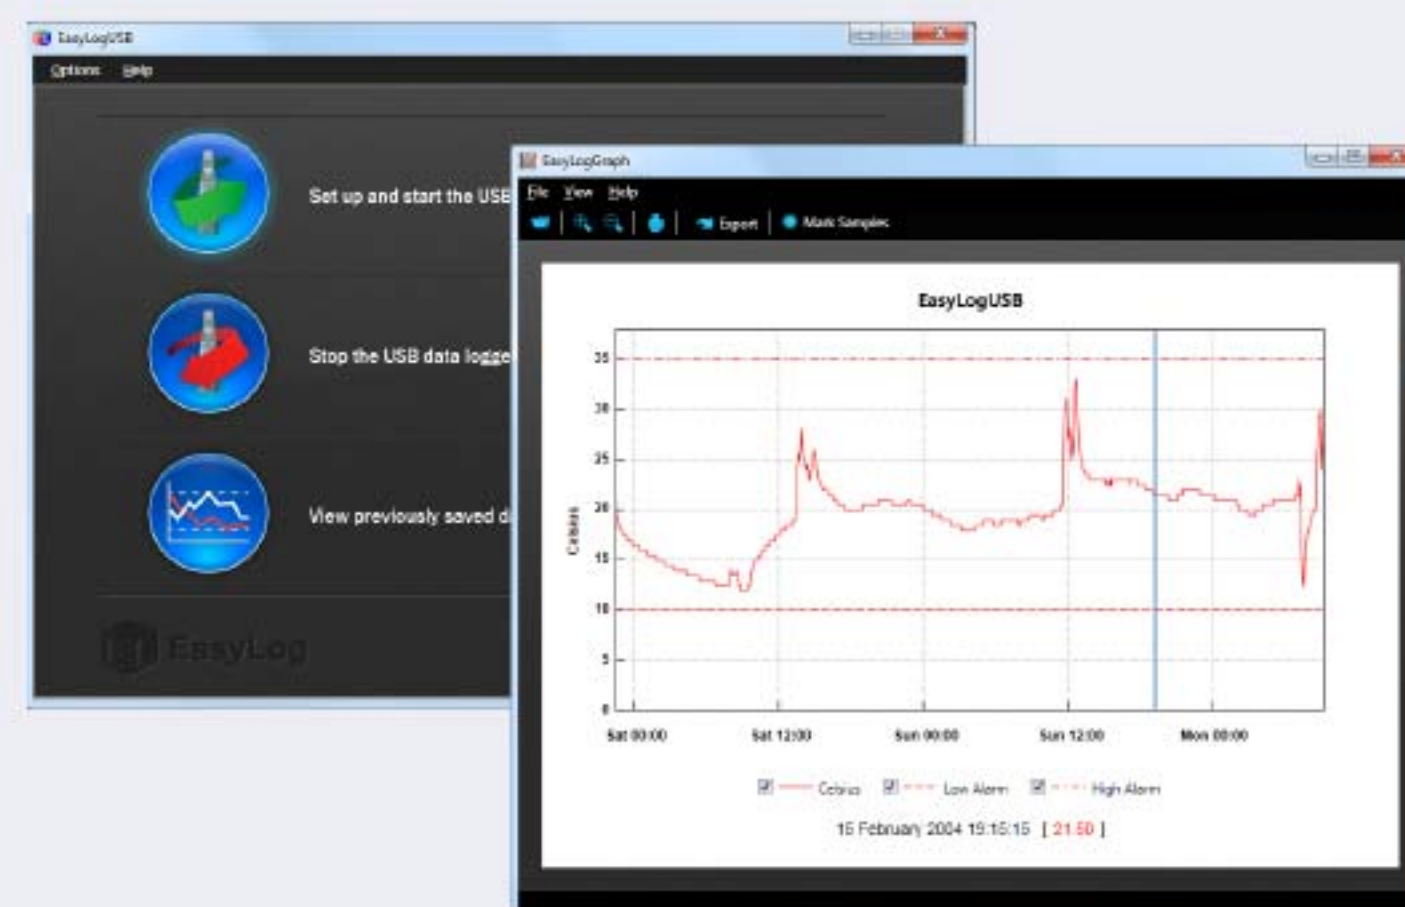 EasyLogUSB
Options Help
Set up and start the USB
Stop the USB data logge
View previously saved d
EasyLog
EasyLogGraph
File View Help
Export Mark Samples
EasyLogUSB
35
30
25
20
15
10
5
0
Celsius
Sat 00:00 Sat 12:00 Sun 00:00 Sun 12:00 Mon 00:00
Celsius Low Alarm High Alarm
15 February 2004 19:15:15 [ 21.50 ]